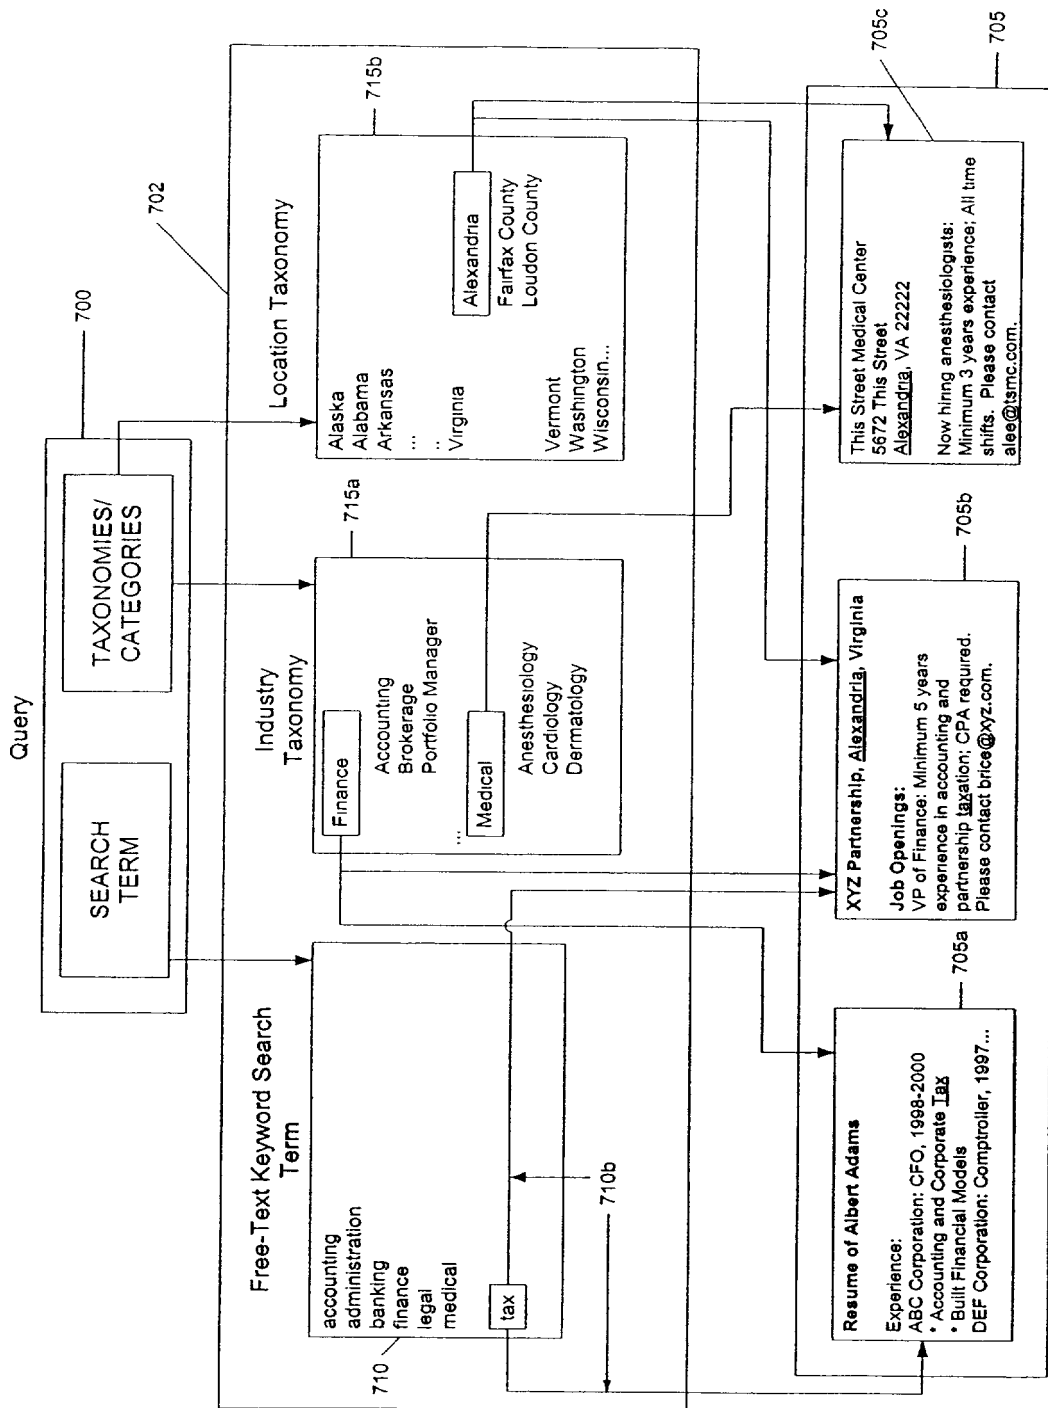 Query
700
SEARCH
TERM
TAXONOMIES/
CATEGORIES
702
Free-Text Keyword Search
Term
710
accounting
administration
banking
finance
legal
medical
tax
710b
Industry
Taxonomy
715a
Finance
Accounting
Brokerage
Portfolio Manager
...
Medical
Anesthesiology
Cardiology
Dermatology
Location Taxonomy
715b
Alaska
Alabama
Arkansas
...
..
Virginia
Alexandria
Fairfax County
Loudon County
Vermont
Washington
Wisconsin...
705
705a
Resume of Albert Adams
Experience:
ABC Corporation: CFO, 1998-2000
* Accounting and Corporate Tax
* Built Financial Models
DEF Corporation: Comptroller, 1997...
705b
XYZ Partnership, Alexandria, Virginia
Job Openings:
VP of Finance: Minimum 5 years
experience in accounting and
partnership taxation; CPA required.
Please contact brice@xyz.com.
705c
This Street Medical Center
5672 This Street
Alexandria, VA 22222
Now hiring anesthesiologists:
Minimum 3 years experience; All time
shifts. Please contact
alee@tsmc.com.